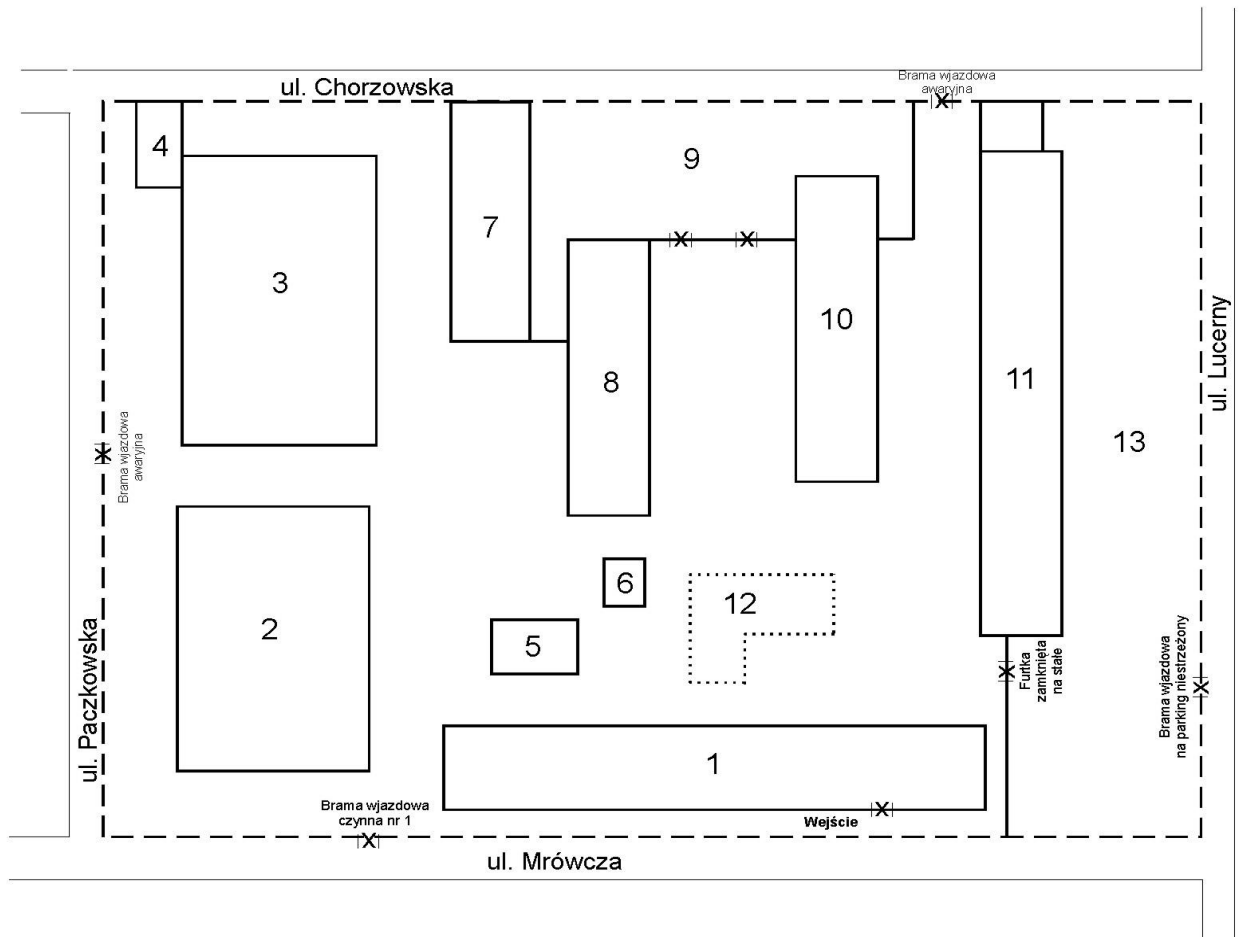 Brama wjazdowa
awaryjna
ul. Chorzowska
4
9
7
3
10
8
11
ul. Lucerny
13
Brama wjazdowa
awaryjna
6
12
2
5
Furtka
zamknięta
na stałe
Brama wjazdowa
na parking niestrzeżony
ul. Paczkowska
1
Brama wjazdowa
czynna nr 1
Wejście
ul. Mrówcza